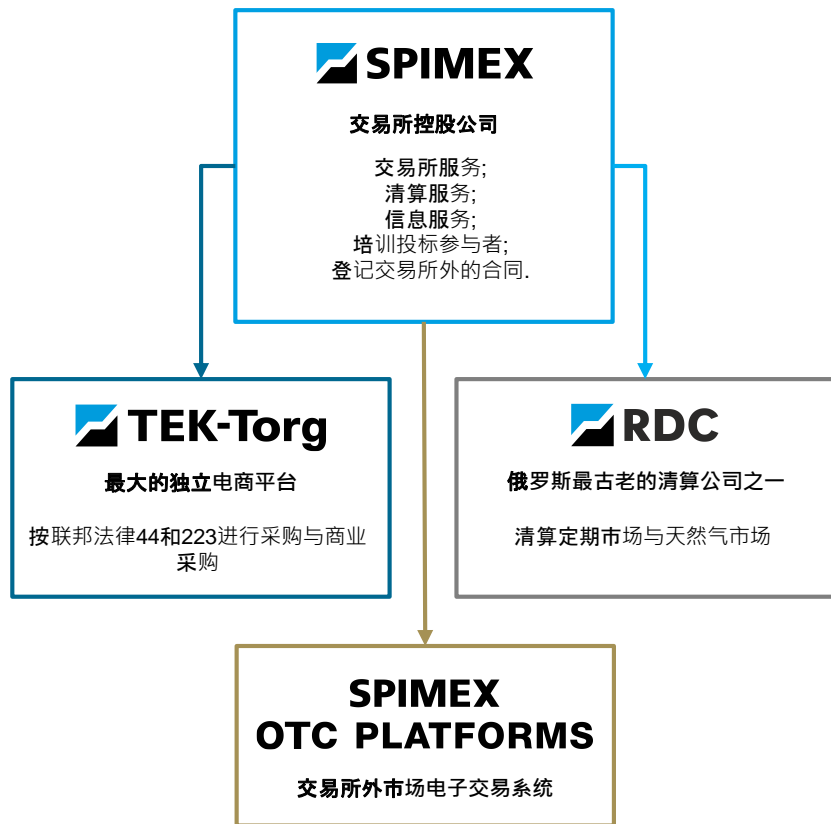 SPIMEX
交易所控股公司
交易所服务;
清算服务;
信息服务;
培训投标参与者;
登记交易所外的合同.
TEK-Torg
最大的独立电商平台
按联邦法律44和223进行采购与商业
采购
RDC
俄罗斯最古老的清算公司之一
清算定期市场与天然气市场
SPIMEX
OTC PLATFORMS
交易所外市场电子交易系统